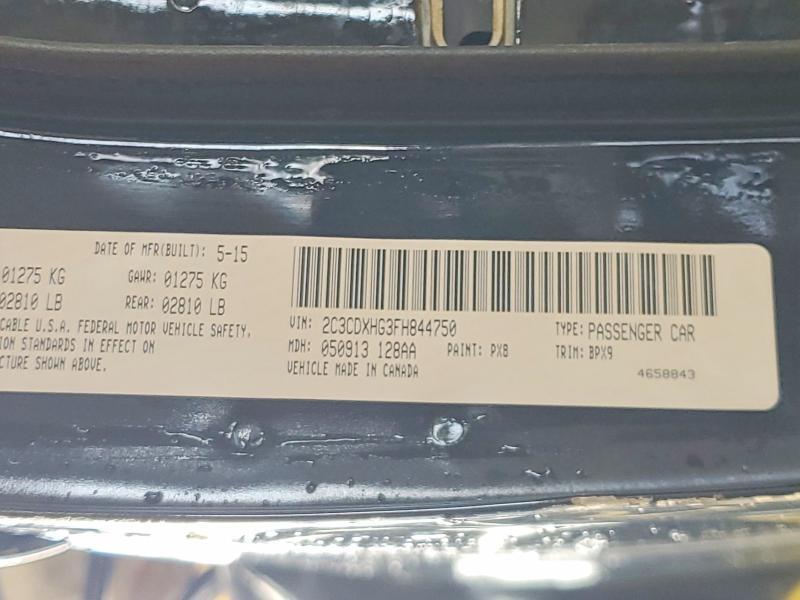 DATE OF MFR(BUILT): 5-15
01275 KG GAWR: 01275 KG
02810 LB REAR: 02810 LB
CABLE U.S.A. FEDERAL MOTOR VEHICLE SAFETY,
ION STANDARDS IN EFFECT ON
CTURE SHOWN ABOVE.
VIN: 2C3CDXHG3FH844750 TYPE: PASSENGER CAR
MDH: 050913 128AA PAINT: PX8 TRIM: BPX9
VEHICLE MADE IN CANADA 4658843